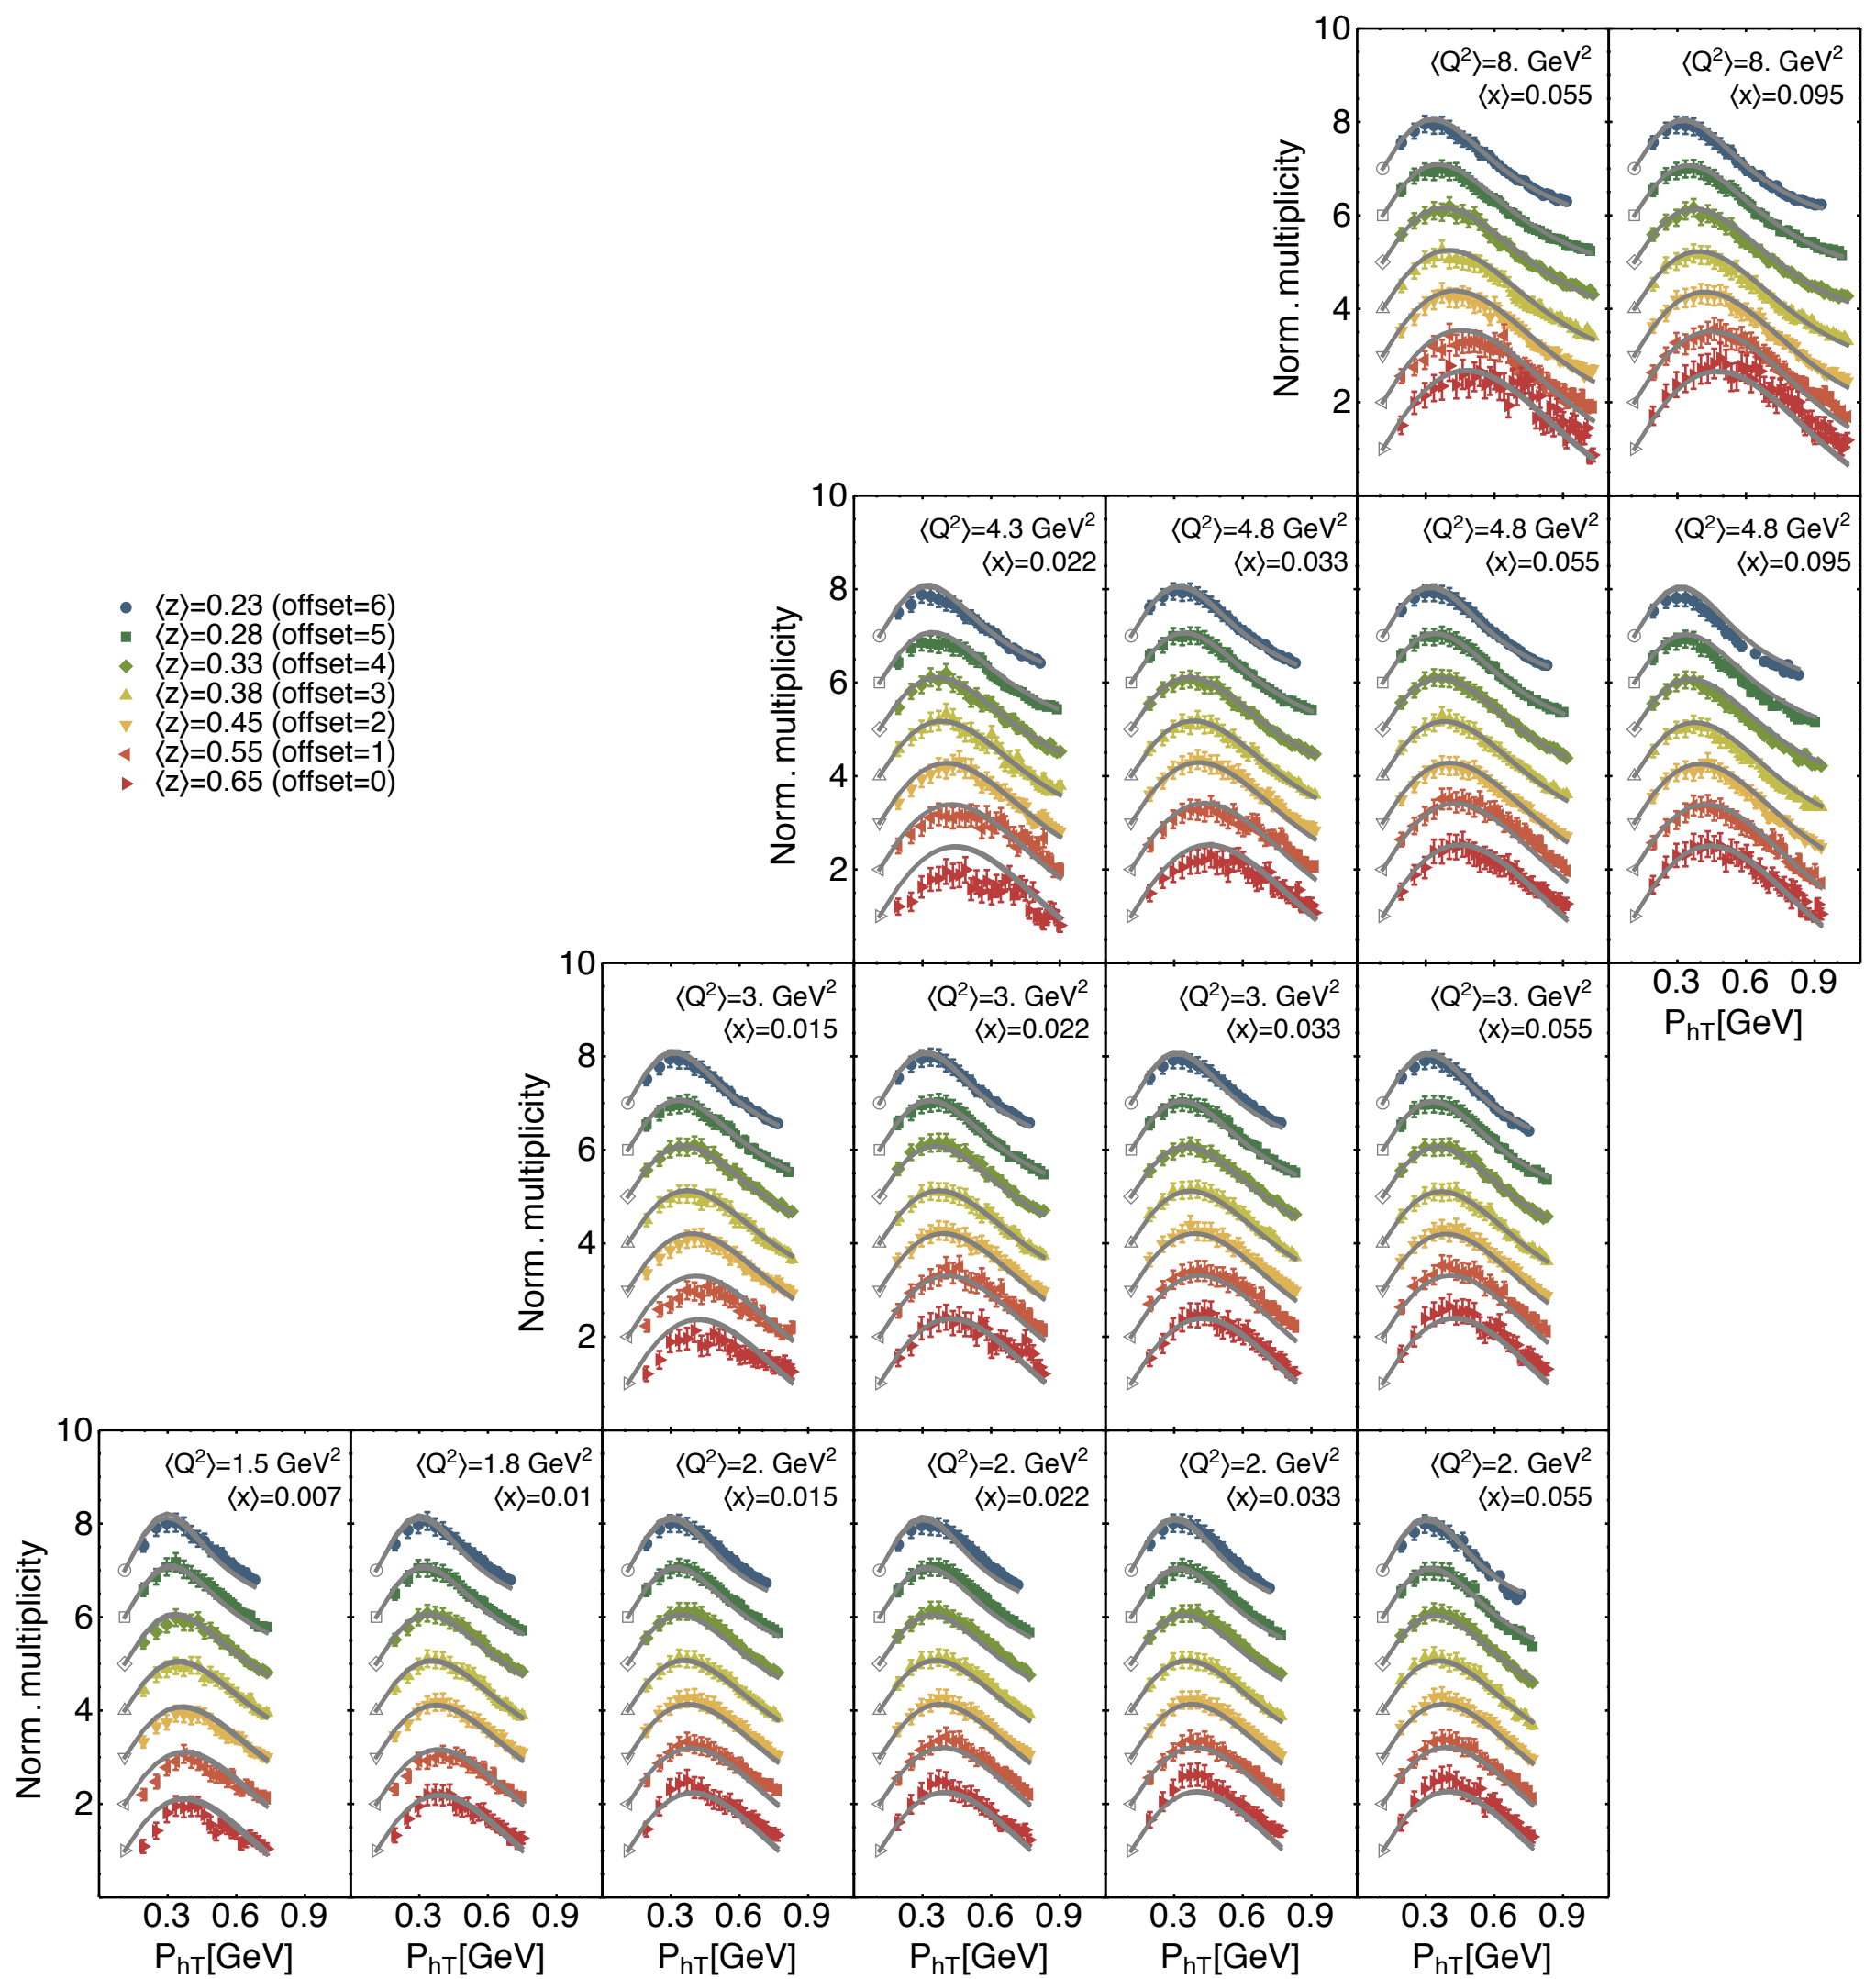 10
⟨Q²⟩=8. GeV²
⟨x⟩=0.055
⟨Q²⟩=8. GeV²
⟨x⟩=0.095
8
6
4
2
Norm. multiplicity
10
⟨Q²⟩=4.3 GeV²
⟨x⟩=0.022
⟨Q²⟩=4.8 GeV²
⟨x⟩=0.033
⟨Q²⟩=4.8 GeV²
⟨x⟩=0.055
⟨Q²⟩=4.8 GeV²
⟨x⟩=0.095
8
6
4
2
Norm. multiplicity
0.3 0.6 0.9
P_hT[GeV]
⟨z⟩=0.23 (offset=6)
⟨z⟩=0.28 (offset=5)
⟨z⟩=0.33 (offset=4)
⟨z⟩=0.38 (offset=3)
⟨z⟩=0.45 (offset=2)
⟨z⟩=0.55 (offset=1)
⟨z⟩=0.65 (offset=0)
10
⟨Q²⟩=3. GeV²
⟨x⟩=0.015
⟨Q²⟩=3. GeV²
⟨x⟩=0.022
⟨Q²⟩=3. GeV²
⟨x⟩=0.033
⟨Q²⟩=3. GeV²
⟨x⟩=0.055
8
6
4
2
Norm. multiplicity
10
⟨Q²⟩=1.5 GeV²
⟨x⟩=0.007
⟨Q²⟩=1.8 GeV²
⟨x⟩=0.01
⟨Q²⟩=2. GeV²
⟨x⟩=0.015
⟨Q²⟩=2. GeV²
⟨x⟩=0.022
⟨Q²⟩=2. GeV²
⟨x⟩=0.033
⟨Q²⟩=2. GeV²
⟨x⟩=0.055
8
6
4
2
Norm. multiplicity
0.3 0.6 0.9 0.3 0.6 0.9 0.3 0.6 0.9 0.3 0.6 0.9 0.3 0.6 0.9 0.3 0.6 0.9
P_hT[GeV] P_hT[GeV] P_hT[GeV] P_hT[GeV] P_hT[GeV] P_hT[GeV]